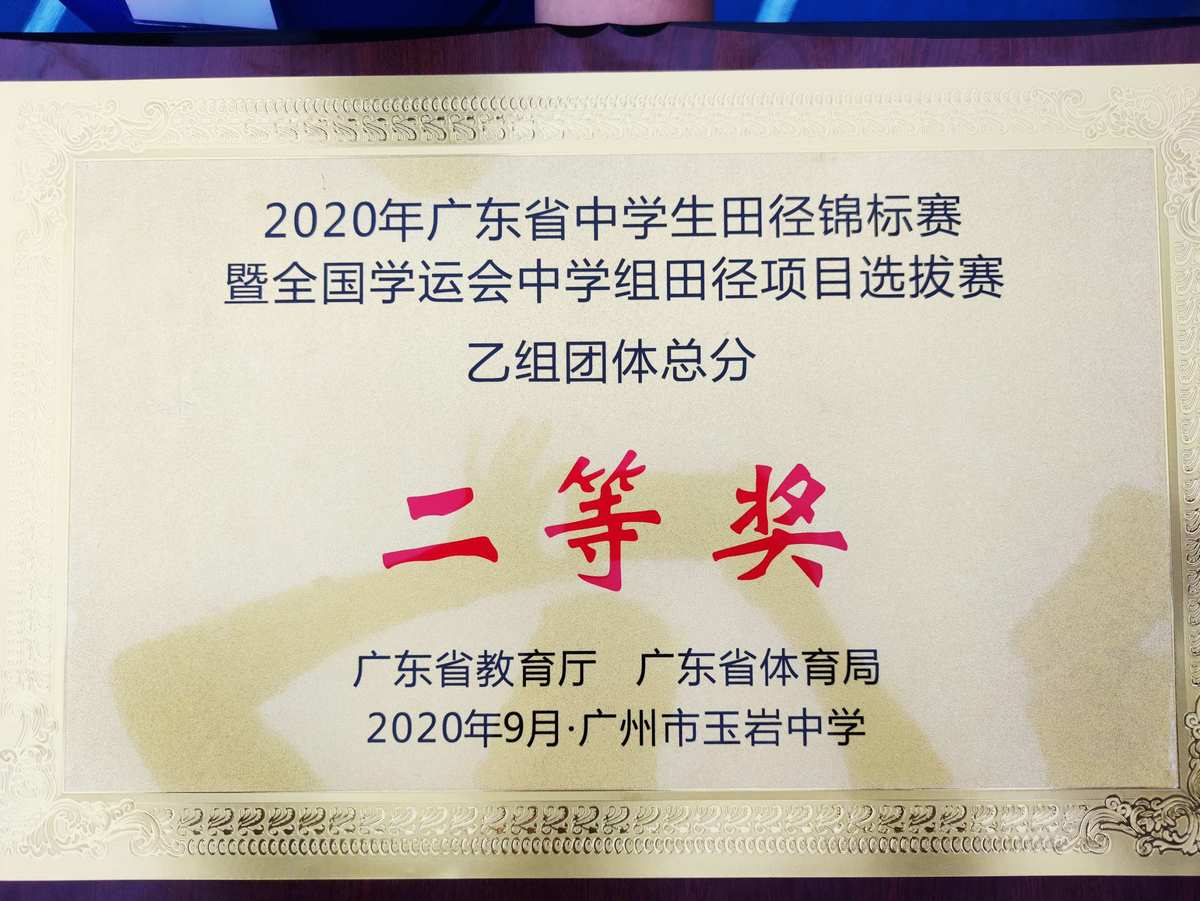 2020年广东省中学生田径锦标赛
暨全国学运会中学组田径项目选拔赛
乙组团体总分
二等奖
广东省教育厅 广东省体育局
2020年9月·广州市玉岩中学